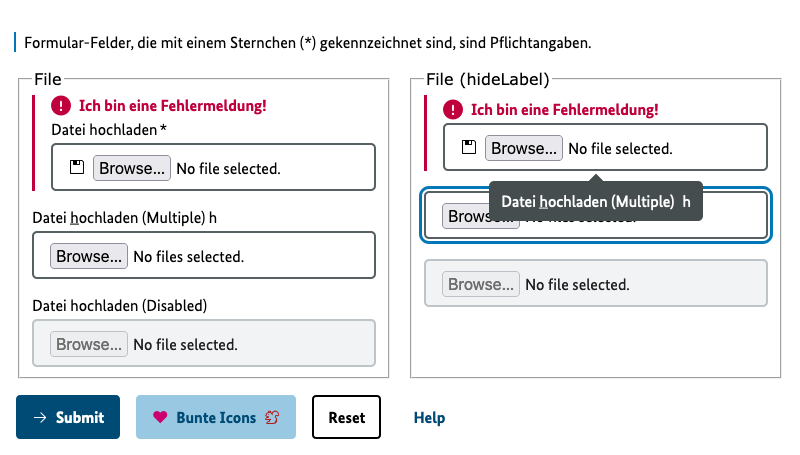 Formular-Felder, die mit einem Sternchen (*) gekennzeichnet sind, sind Pflichtangaben.
File
! Ich bin eine Fehlermeldung!
Datei hochladen *
Browse... No file selected.
Datei hochladen (Multiple) h
Browse... No files selected.
Datei hochladen (Disabled)
Browse... No file selected.
File (hideLabel)
! Ich bin eine Fehlermeldung!
Browse... No file selected.
Datei hochladen (Multiple) h
Browse... No files selected.
Browse... No file selected.
→ Submit
Bunte Icons
Reset
Help